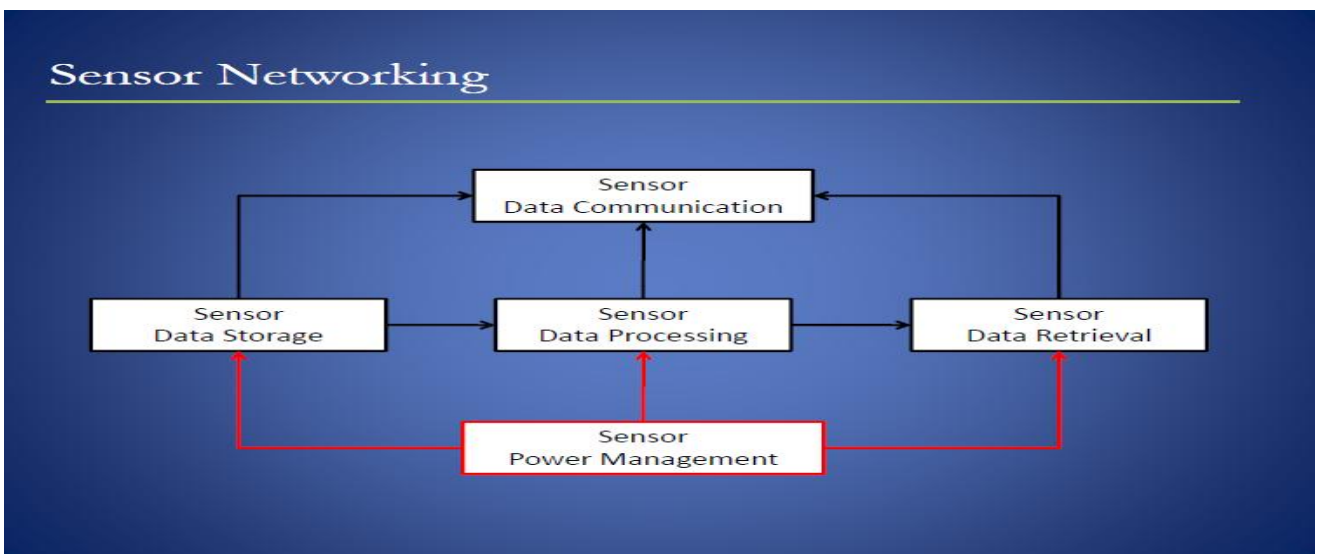 Sensor Networking
Sensor
Data Communication
Sensor
Data Storage
Sensor
Data Processing
Sensor
Data Retrieval
Sensor
Power Management